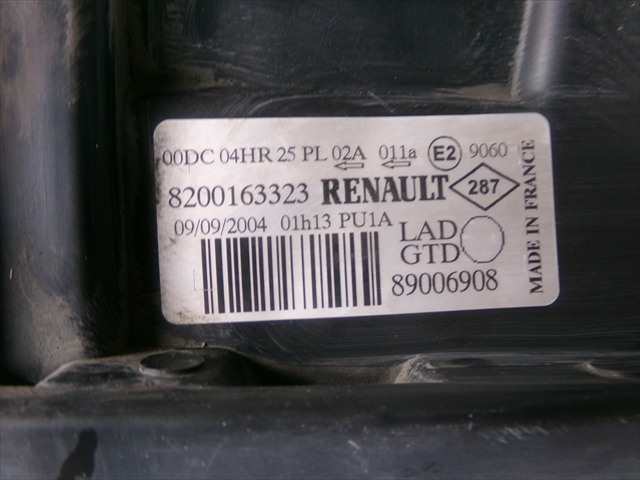 00DC 04HR 25 PL 02A 011a E2 9060
8200163323 RENAULT 287
09/09/2004 01h13 PU1A
LAD
GTD
89006908
MADE IN FRANCE